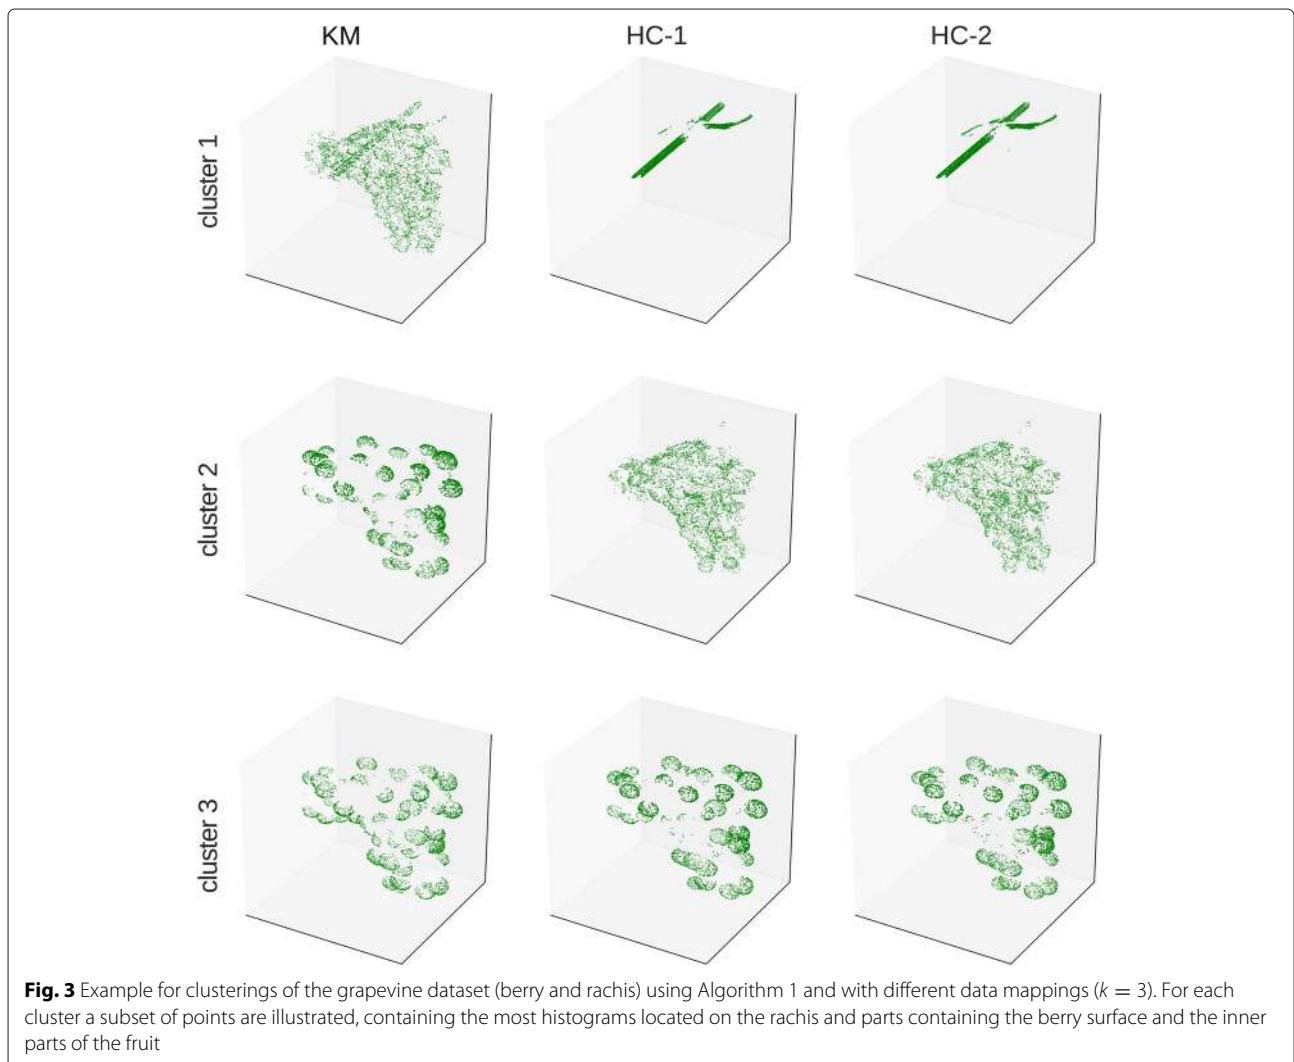 KM HC-1 HC-2
cluster 1
cluster 2
cluster 3
Fig. 3 Example for clusterings of the grapevine dataset (berry and rachis) using Algorithm 1 and with different data mappings (k = 3). For each
cluster a subset of points are illustrated, containing the most histograms located on the rachis and parts containing the berry surface and the inner
parts of the fruit